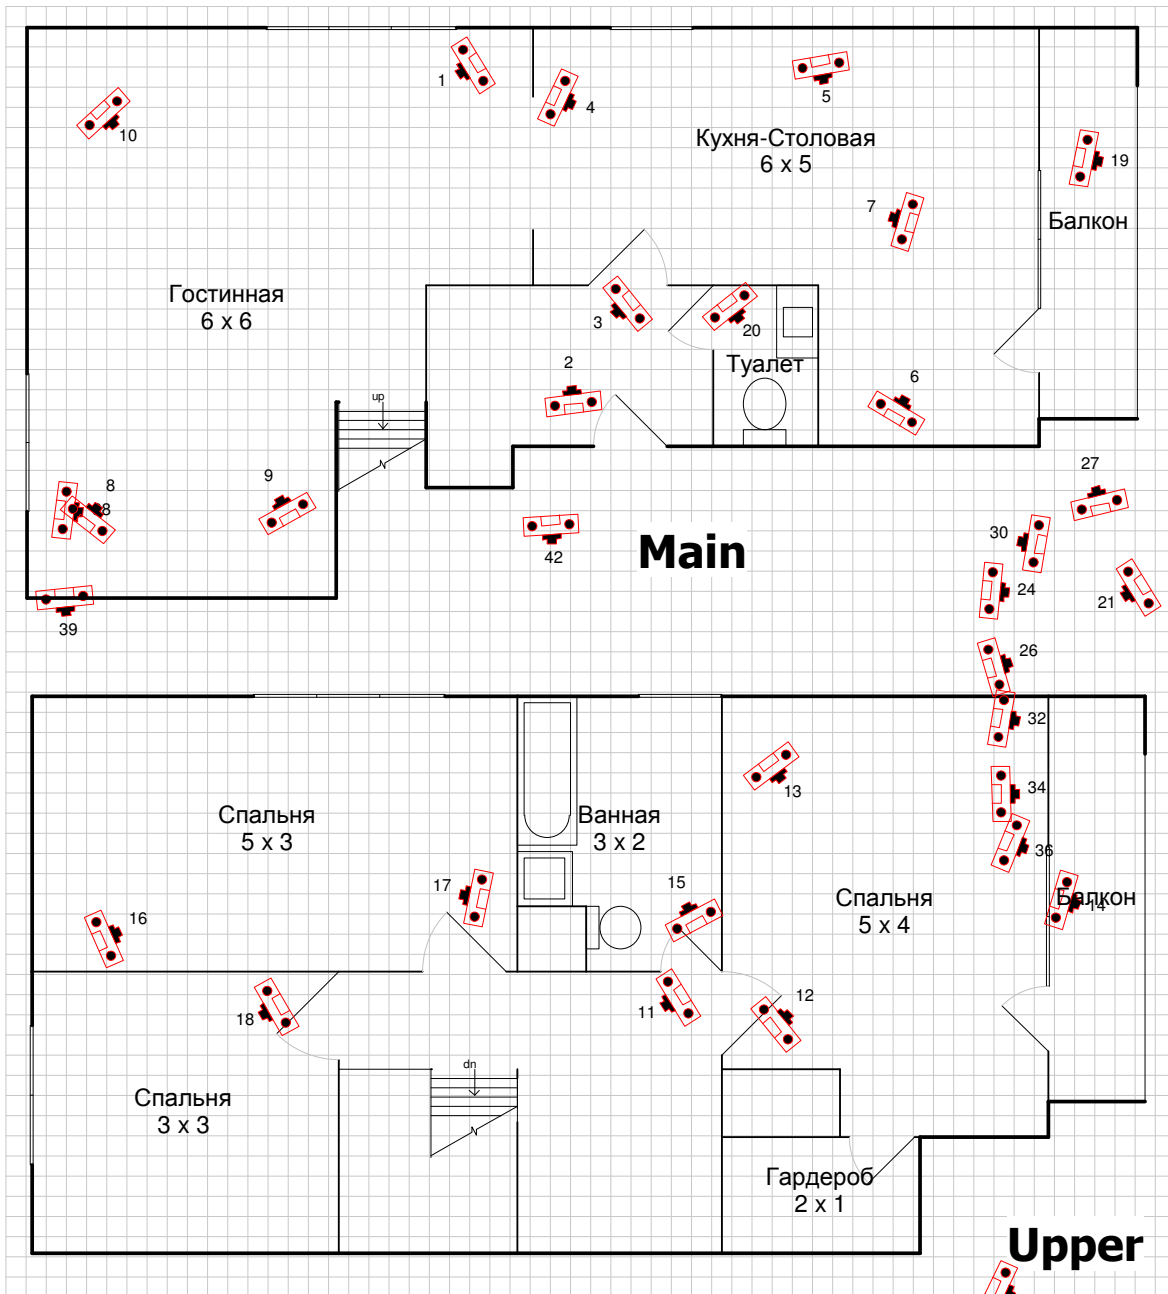 1
4
5
10
Кухня-Столовая
6 x 5
19
7
Балкон
Гостинная
6 x 6
3
20
2
Туалет
6
up
8
8
9
27
30
42
Main
24
21
39
26
32
34
13
Спальня
5 x 3
Ванная
3 x 2
36
17
15
Спальня
5 x 4
Балкон
14
16
12
11
18
dn
Спальня
3 x 3
Гардероб
2 x 1
Upper